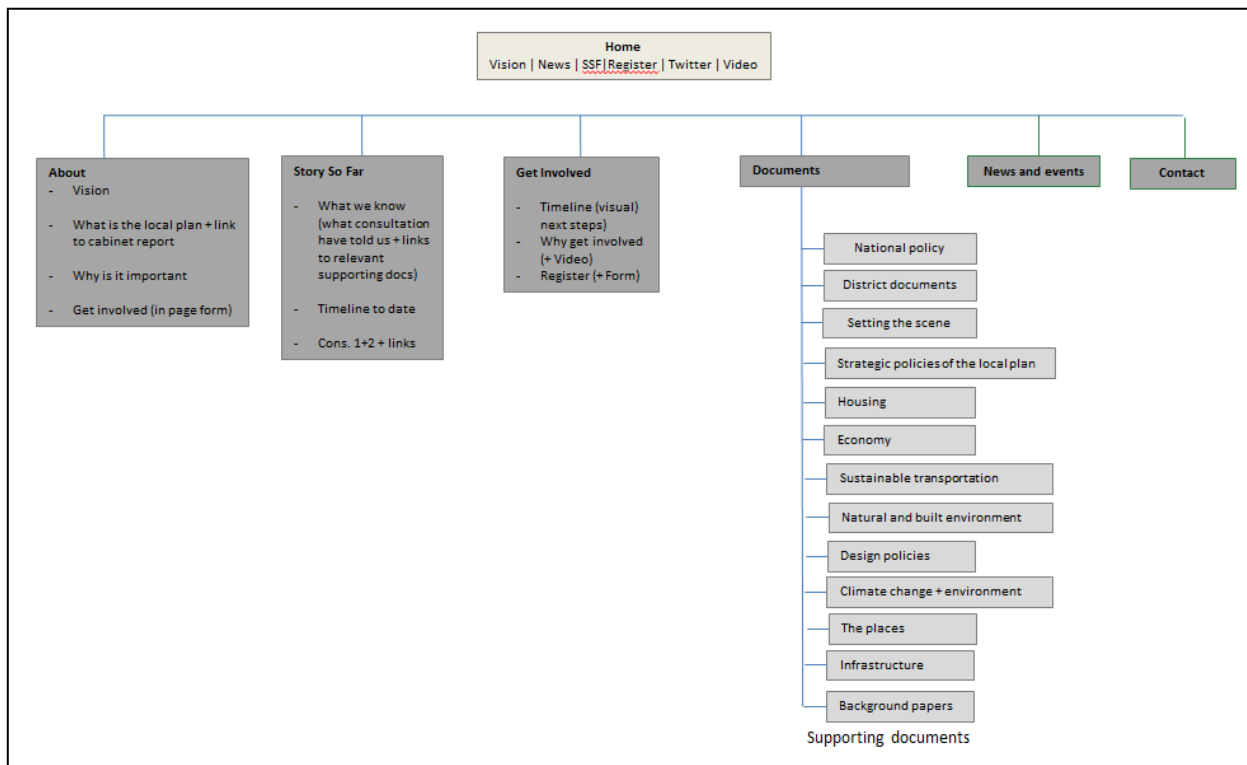 Home
Vision | News | SSF|Register | Twitter | Video
About
- Vision
- What is the local plan + link
to cabinet report
- Why is it important
- Get involved (in page form)
Story So Far
- What we know
(what consultation
have told us + links
to relevant
supporting docs)
- Timeline to date
- Cons. 1+2 + links
Get Involved
- Timeline (visual)
next steps)
- Why get involved
(+ Video)
- Register (+ Form)
Documents
National policy
District documents
Setting the scene
Strategic policies of the local plan
Housing
Economy
Sustainable transportation
Natural and built environment
Design policies
Climate change + environment
The places
Infrastructure
Background papers
Supporting documents
News and events
Contact